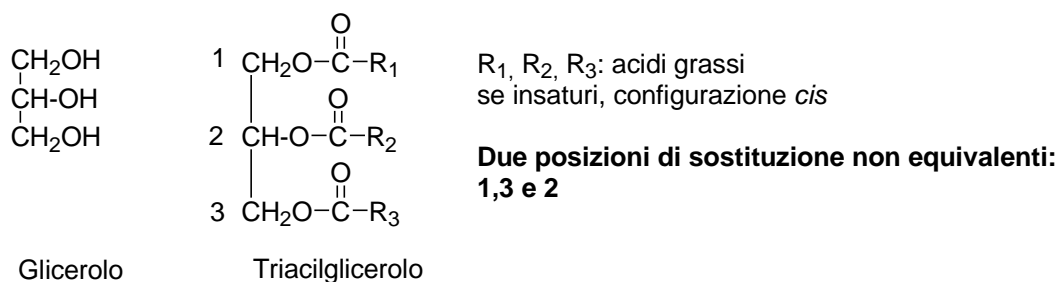 CH2OH
CH-OH
CH2OH
Glicerolo
O
1 CH2O-C-R1
O
2 CH-O-C-R2
O
3 CH2O-C-R3
Triacilglicerolo
R1, R2, R3: acidi grassi
se insaturi, configurazione cis
Due posizioni di sostituzione non equivalenti:
1,3 e 2